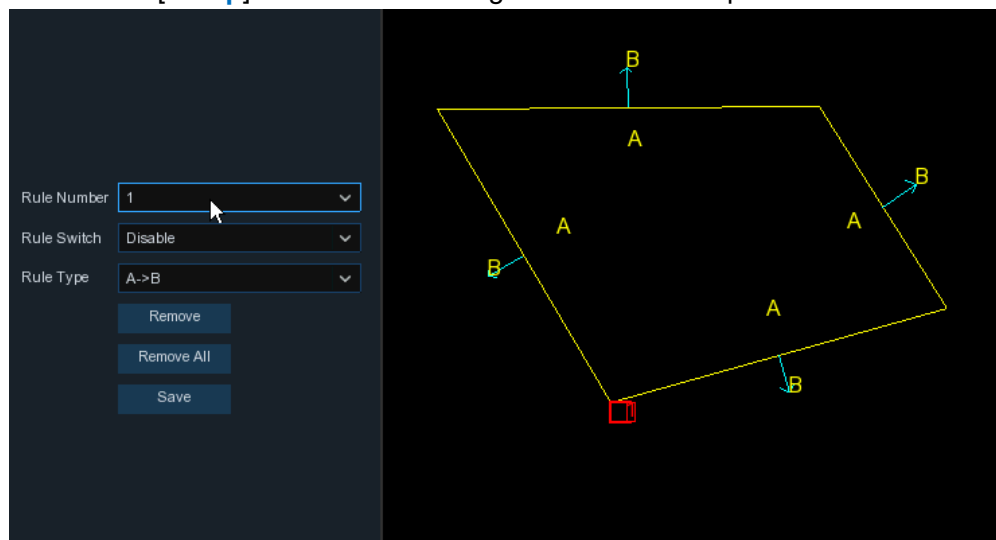 Rule Number 1
Rule Switch Disable
Rule Type A->B
Remove
Remove All
Save
B
A
B
A
A
B
A
B